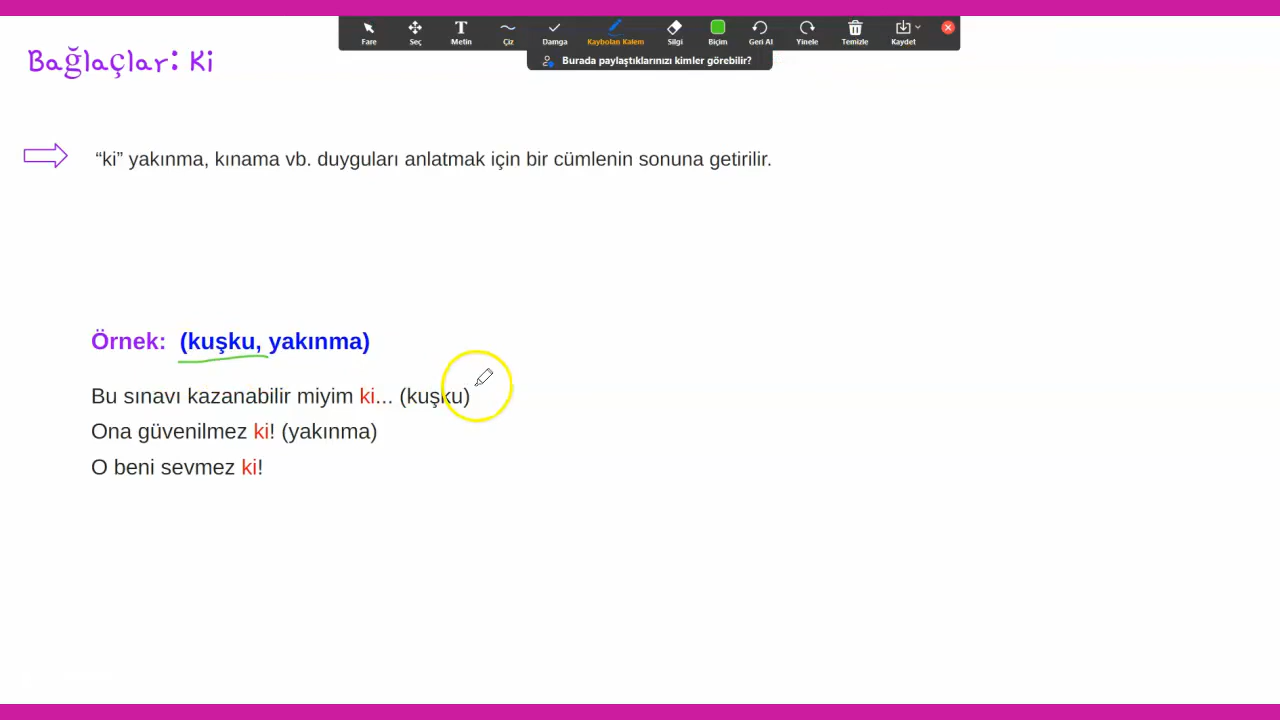 Fare Seç Metin Çiz Damga Kaybolan Kalem Silgi Biçim Geri Al Yinele Temizle Kaydet
Burada paylaştıklarınızı kimler görebilir?
Bağlaçlar: Ki
“ki” yakınma, kınama vb. duyguları anlatmak için bir cümlenin sonuna getirilir.
Örnek: (kuşku, yakınma)
Bu sınavı kazanabilir miyim ki... (kuşku)
Ona güvenilmez ki! (yakınma)
O beni sevmez ki!